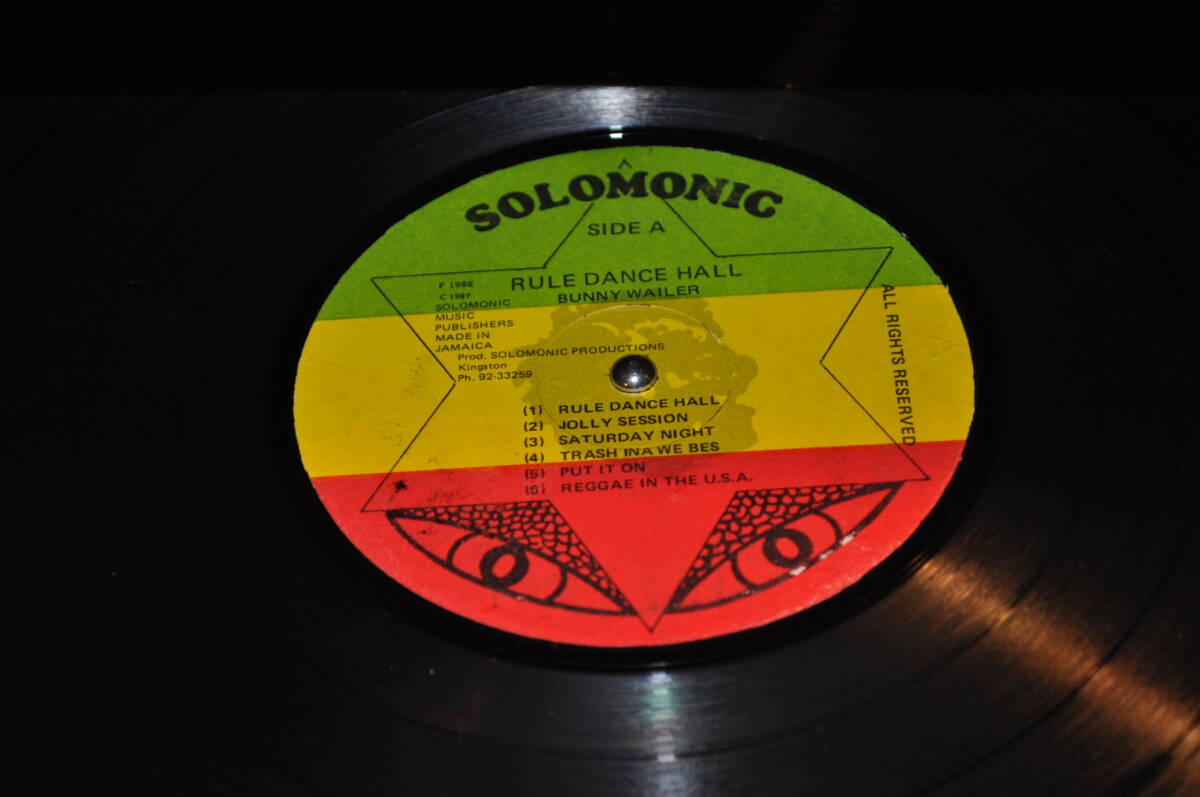 SOLOMONIC
SIDE A
RULE DANCE HALL
BUNNY WAILER
P 1986
C 1987
SOLOMONIC
MUSIC
PUBLISHERS
MADE IN
JAMAICA
Prod. SOLOMONIC PRODUCTIONS
Kingston
Ph. 92-33259
ALL RIGHTS RESERVED
(1) RULE DANCE HALL
(2) JOLLY SESSION
(3) SATURDAY NIGHT
(4) TRASH INA WE BES
(5) PUT IT ON
(6) REGGAE IN THE U.S.A.